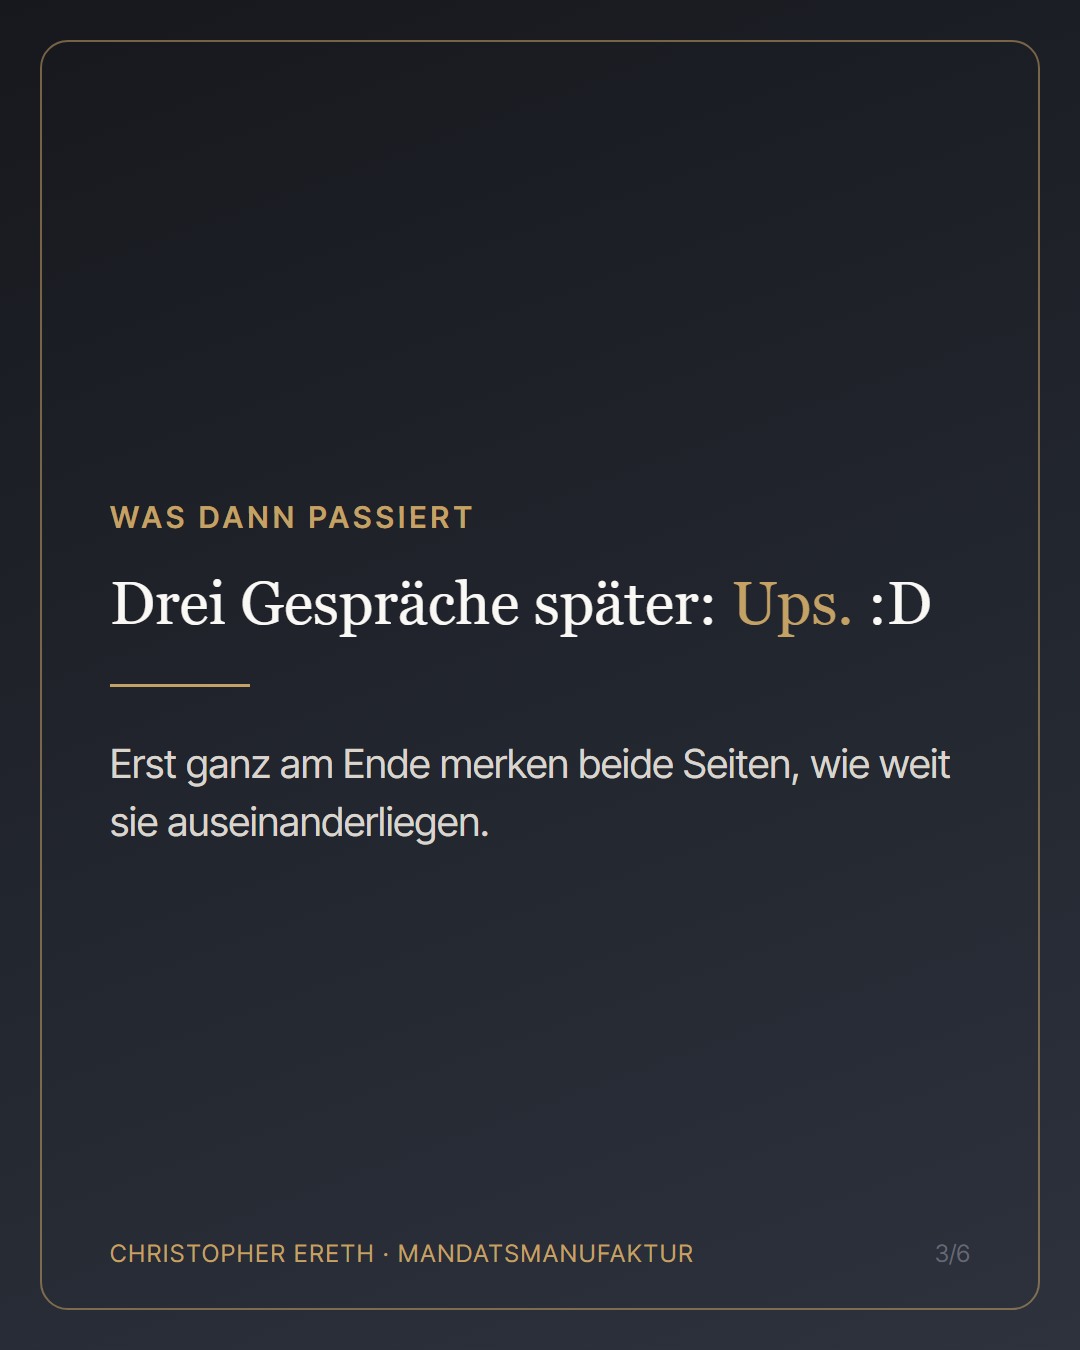 WAS DANN PASSIERT
Drei Gespräche später: Ups. :D
Erst ganz am Ende merken beide Seiten, wie weit
sie auseinanderliegen.
CHRISTOPHER ERETH · MANDATSMANUFAKTUR
3/6